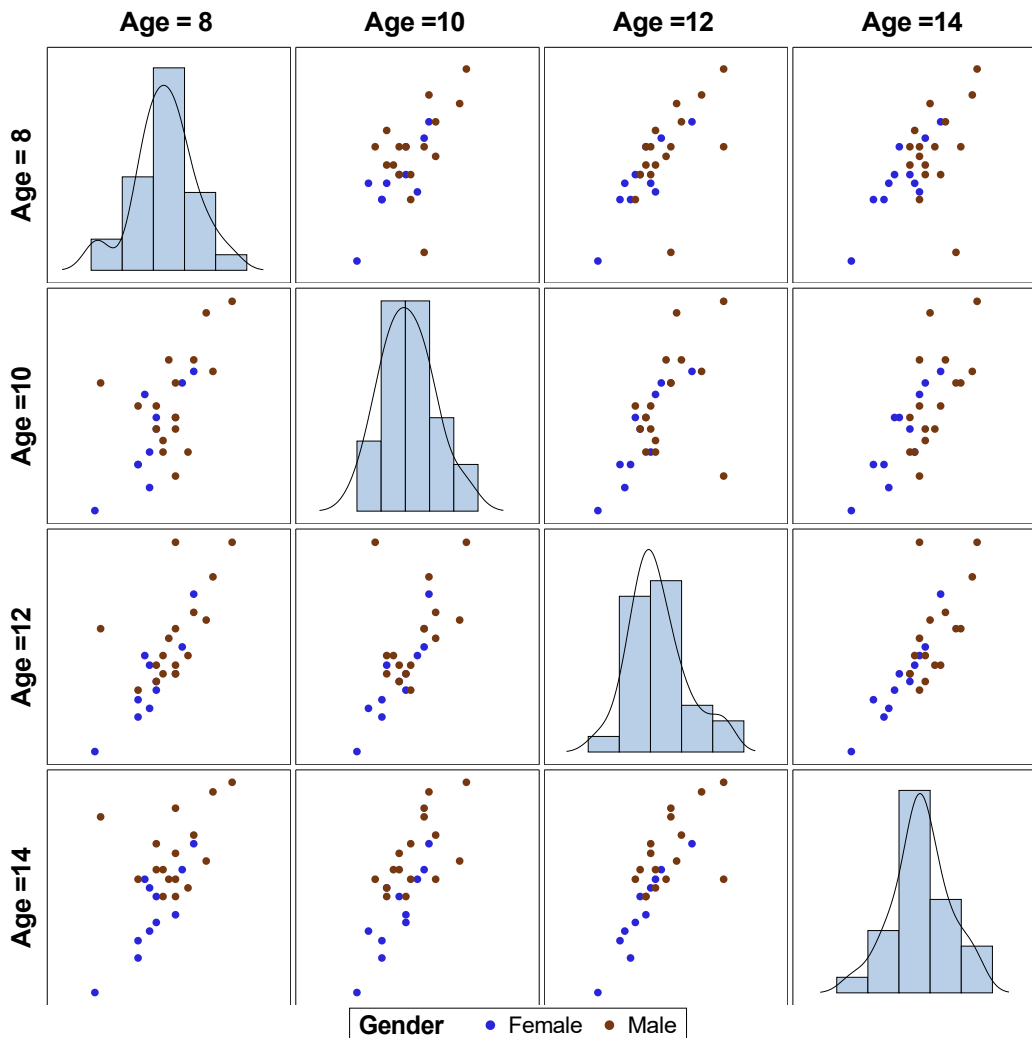 Age = 8 Age =10 Age =12 Age =14
Age = 8
Age =10
Age =12
Age =14
Gender Female Male